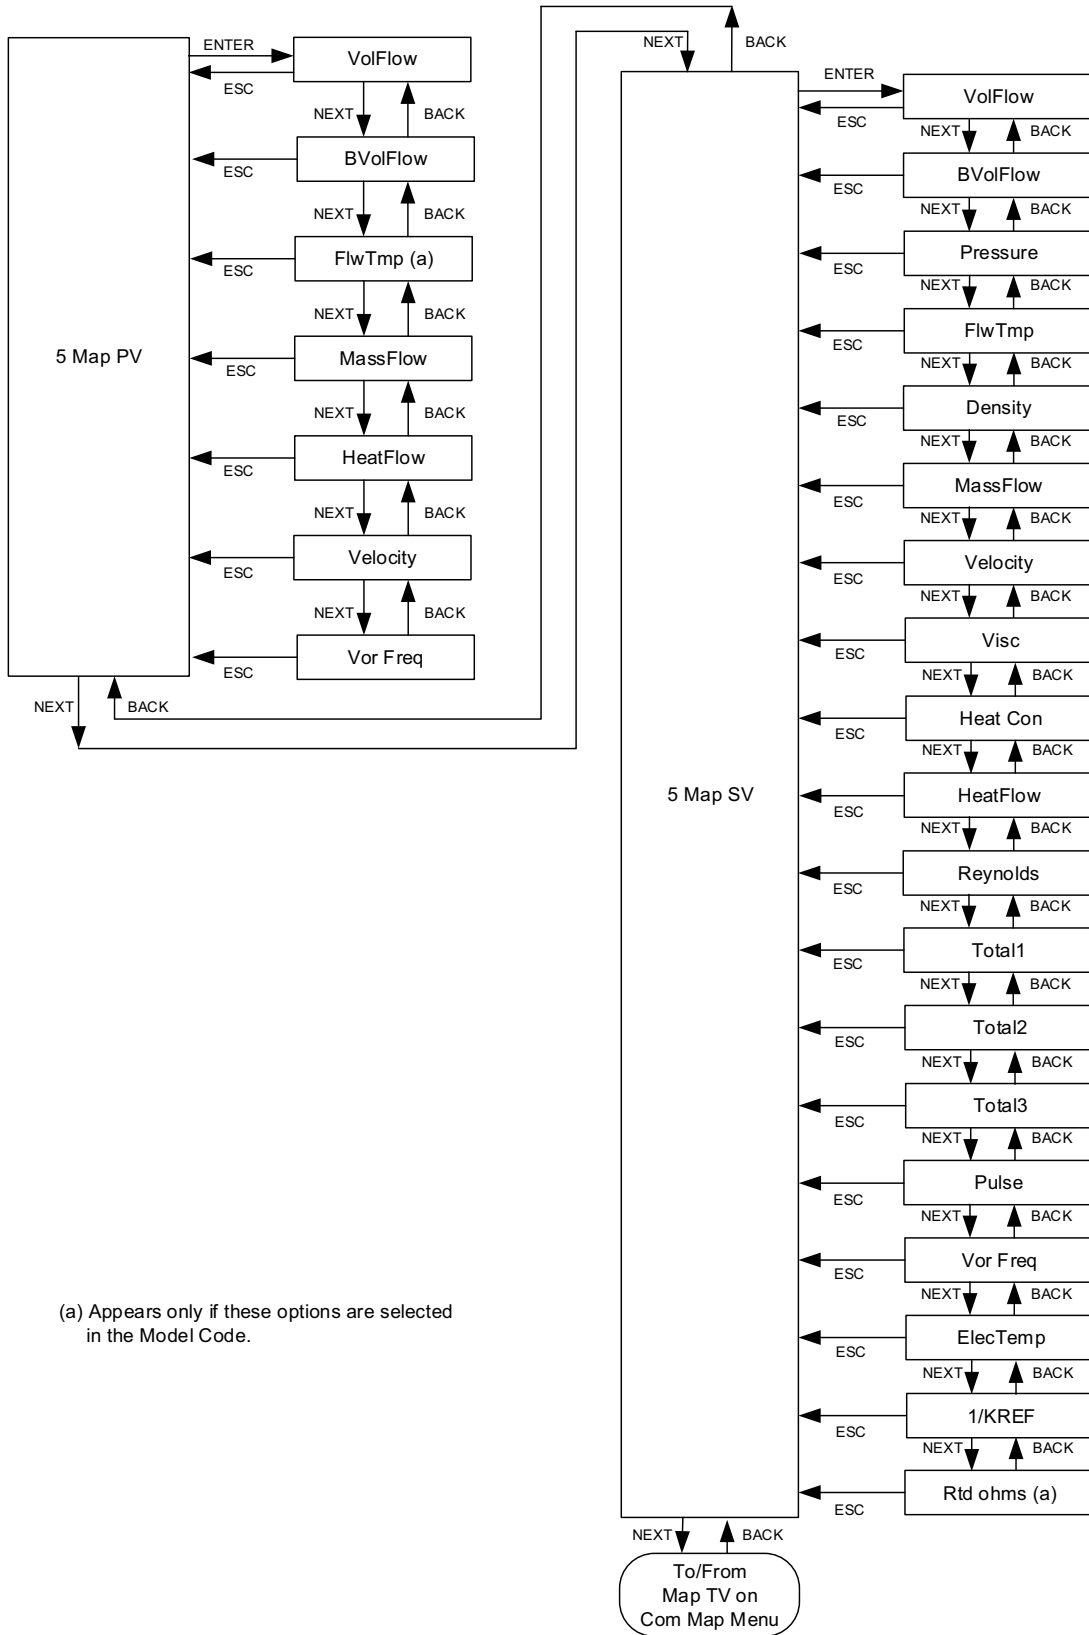 ENTER
VolFlow
ESC
NEXT
BACK
BVolFlow
ESC
NEXT
BACK
FlwTmp (a)
ESC
NEXT
BACK
5 Map PV
MassFlow
ESC
NEXT
BACK
HeatFlow
ESC
NEXT
BACK
Velocity
ESC
NEXT
BACK
Vor Freq
ESC
NEXT
BACK
NEXT
BACK
ENTER
VolFlow
ESC
NEXT
BACK
BVolFlow
ESC
NEXT
BACK
Pressure
ESC
NEXT
BACK
FlwTmp
ESC
NEXT
BACK
Density
ESC
NEXT
BACK
MassFlow
ESC
NEXT
BACK
Velocity
ESC
NEXT
BACK
Visc
ESC
NEXT
BACK
Heat Con
ESC
NEXT
BACK
5 Map SV
HeatFlow
ESC
NEXT
BACK
Reynolds
ESC
NEXT
BACK
Total1
ESC
NEXT
BACK
Total2
ESC
NEXT
BACK
Total3
ESC
NEXT
BACK
Pulse
ESC
NEXT
BACK
Vor Freq
ESC
NEXT
BACK
ElecTemp
ESC
NEXT
BACK
1/KREF
ESC
NEXT
BACK
Rtd ohms (a)
ESC
NEXT
BACK
To/From
Map TV on
Com Map Menu
(a) Appears only if these options are selected
in the Model Code.